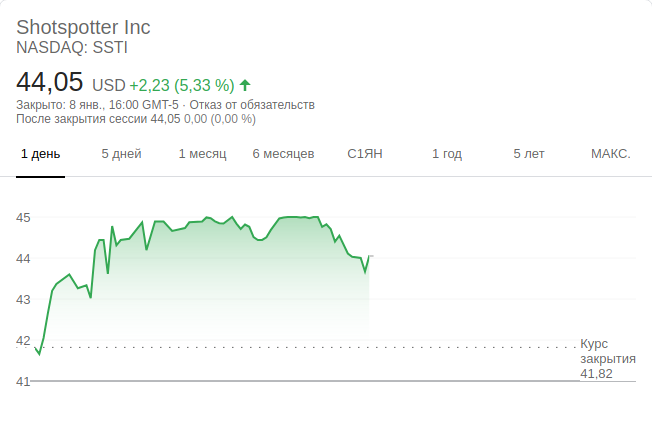 Shotspotter Inc
NASDAQ: SSTI
44,05 USD +2,23 (5,33 %)
Закрыто: 8 янв., 16:00 GMT-5 · Отказ от обязательств
После закрытия сессии 44,05 0,00 (0,00 %)
1 день 5 дней 1 месяц 6 месяцев С1ЯН 1 год 5 лет МАКС.
45
44
43
42
41
Курс
закрытия
41,82